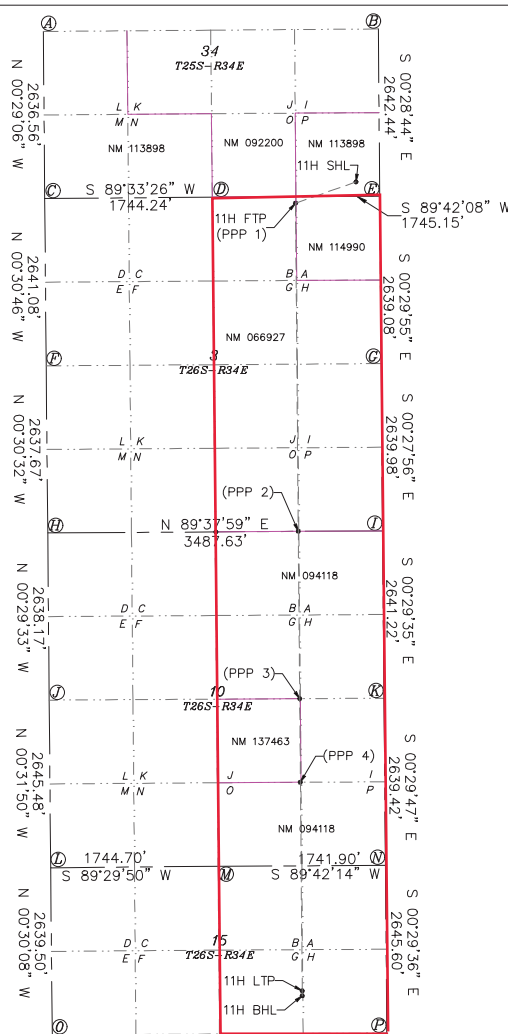 A
B
34
T25S-R34E
N 00°29'06" W
2636.56'
S 00°28'44" E
2642.44'
L K
M N
J I
O P
NM 113898
NM 092200
NM 113898
11H SHL
C
S 89°33'26" W
1744.24'
D
E
S 89°42'08" W
1745.15'
11H FTP
(PPP 1)
NM 114990
N 00°30'46" W
2641.08'
S 00°29'55" E
2639.08'
D C
E F
B A
G H
NM 066927
F
3
T26S-R34E
G
N 00°30'32" W
2637.67'
S 00°27'56" E
2639.98'
L K
M N
J I
O P
(PPP 2)
H
N 89°37'59" E
3487.63'
I
NM 094118
N 00°29'33" W
2638.17'
S 00°29'35" E
2641.22'
D C
E F
B A
G H
(PPP 3)
J
10
T26S-R34E
K
NM 137463
(PPP 4)
N 00°31'50" W
2645.48'
S 00°29'47" E
2639.42'
L K
M N
J
O
I
P
NM 094118
L
1744.70'
S 89°29'50" W
M
1741.90'
S 89°42'14" W
N
N 00°30'08" W
2639.50'
S 00°29'36" E
2645.60'
D C
E F
15
T26S-R34E
B A
G H
11H LTP
11H BHL
O
P